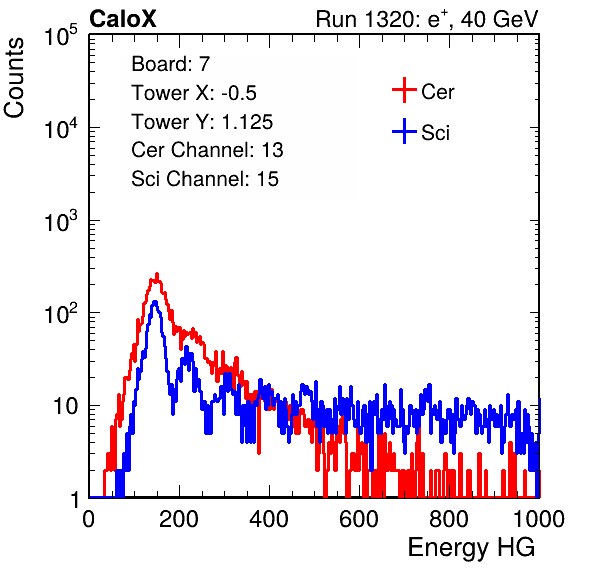 CaloX Run 1320: e⁺, 40 GeV
Counts
10⁵
10⁴
10³
10²
10
1
Board: 7
Tower X: -0.5
Tower Y: 1.125
Cer Channel: 13
Sci Channel: 15
Cer
Sci
0 200 400 600 800 1000
Energy HG